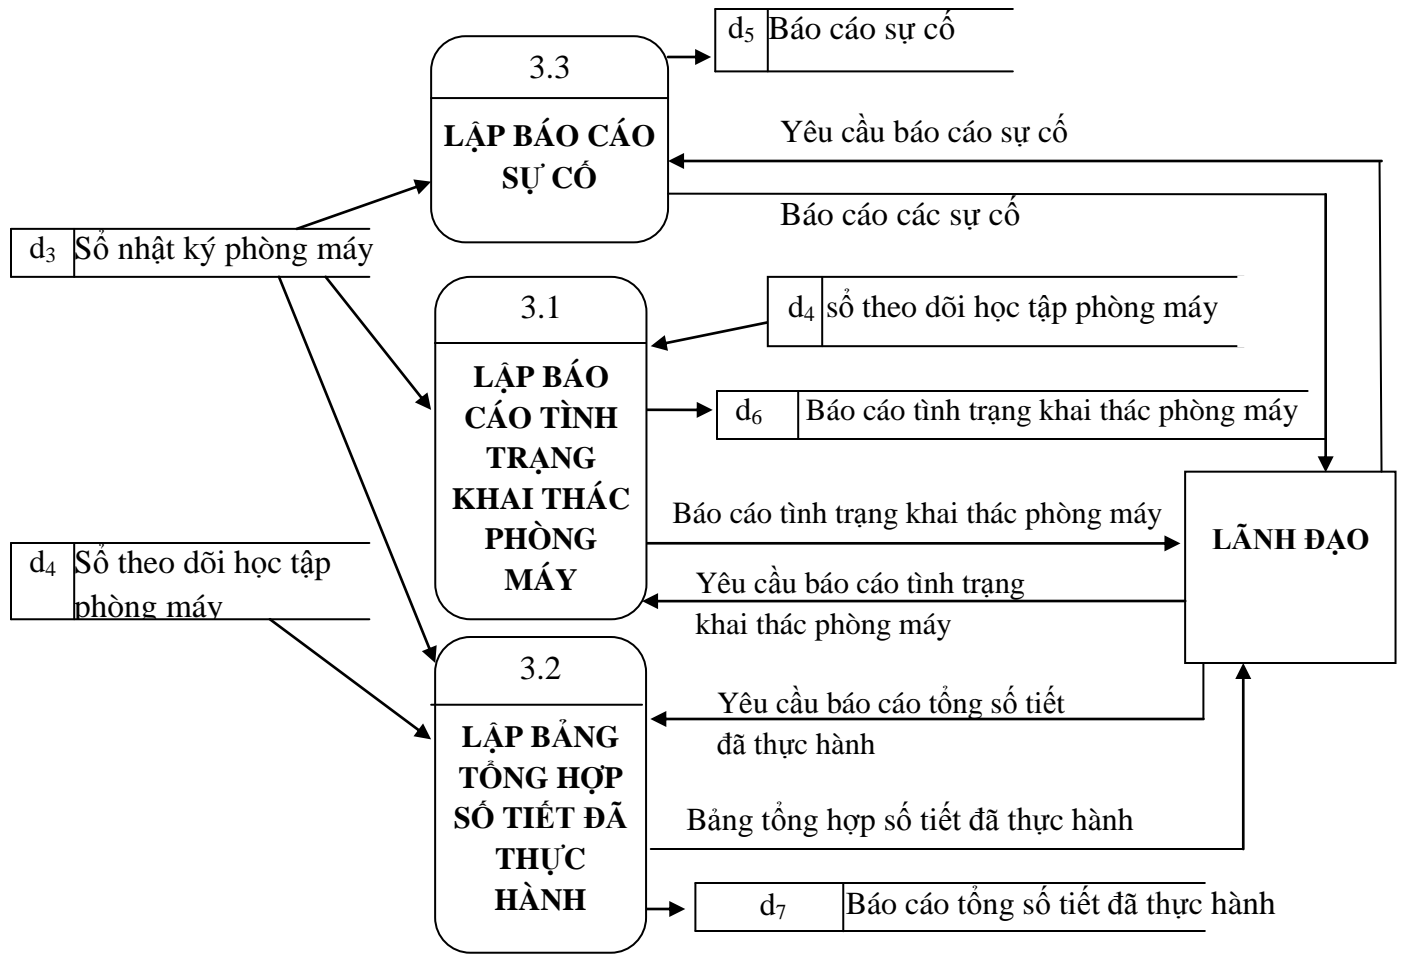 d5 Báo cáo sự cố
3.3
LẬP BÁO CÁO
SỰ CỐ
Yêu cầu báo cáo sự cố
Báo cáo các sự cố
d3 Sổ nhật ký phòng máy
3.1
LẬP BÁO
CÁO TÌNH
TRẠNG
KHAI THÁC
PHÒNG
MÁY
d4 sổ theo dõi học tập phòng máy
d6 Báo cáo tình trạng khai thác phòng máy
Báo cáo tình trạng khai thác phòng máy
LÃNH ĐẠO
d4 Sổ theo dõi học tập
phòng máy
Yêu cầu báo cáo tình trạng
khai thác phòng máy
3.2
LẬP BẢNG
TỔNG HỢP
SỐ TIẾT ĐÃ
THỰC
HÀNH
Yêu cầu báo cáo tổng số tiết
đã thực hành
Bảng tổng hợp số tiết đã thực hành
d7 Báo cáo tổng số tiết đã thực hành